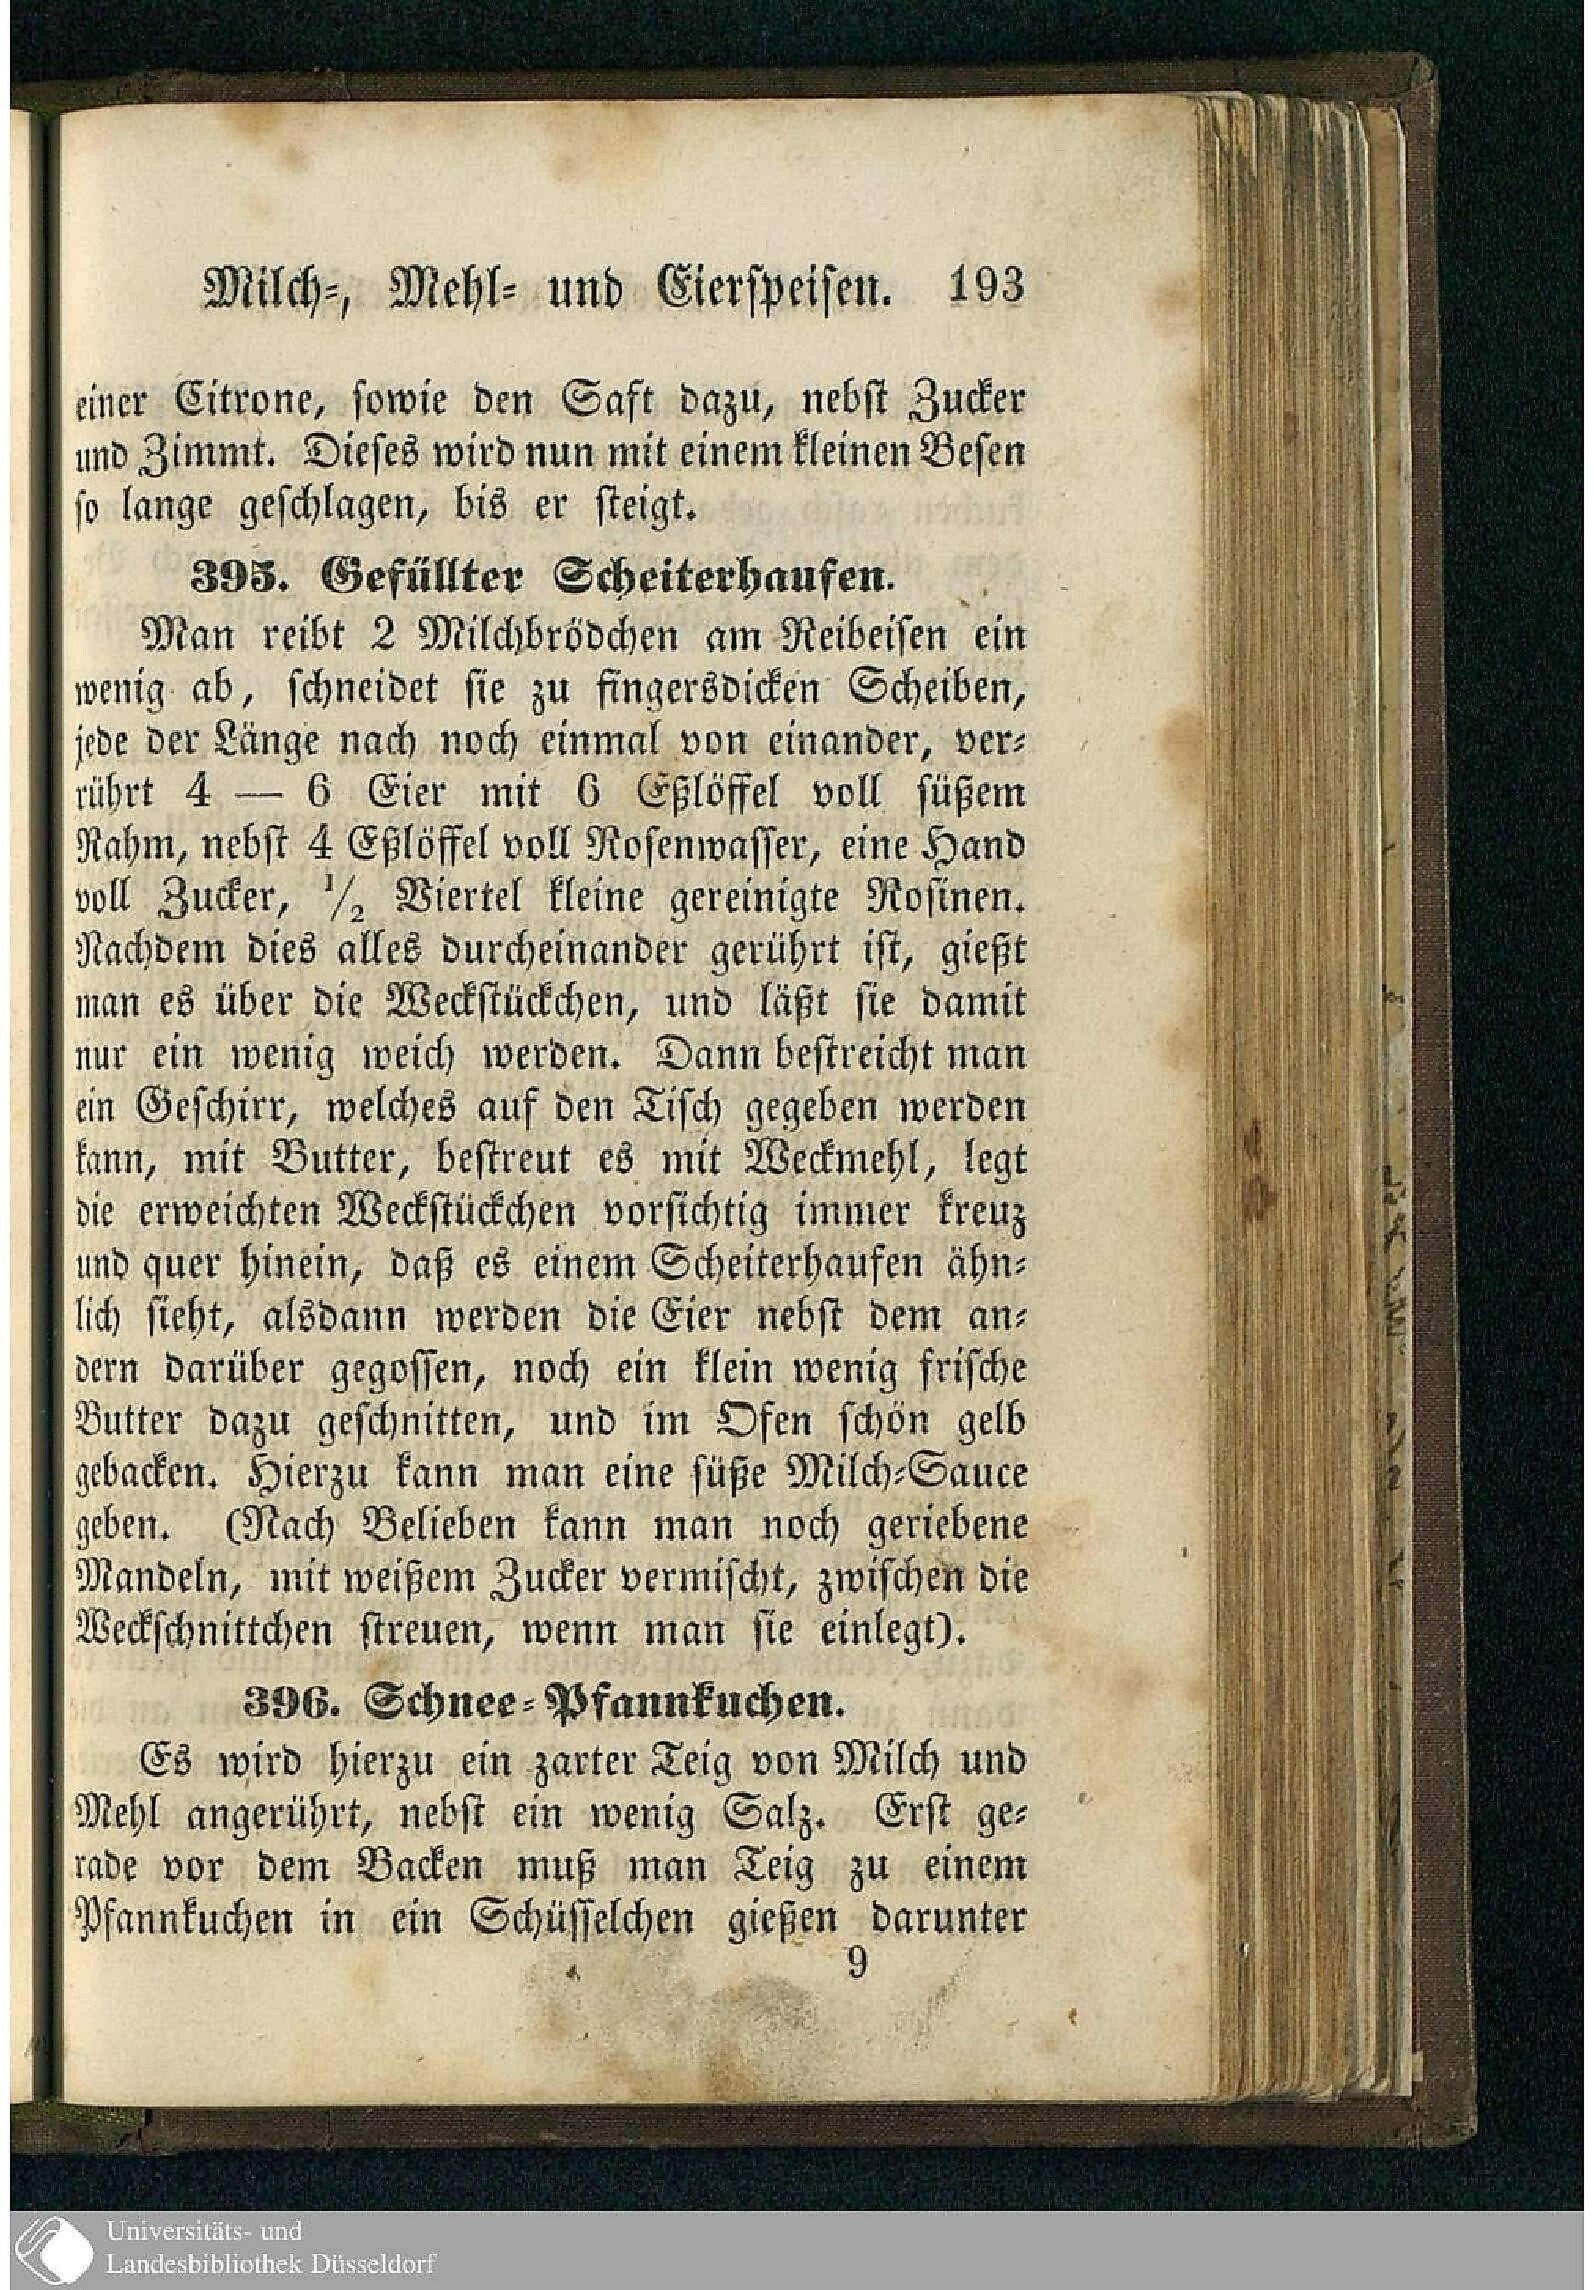 Milch-, Mehl- und Eierspeisen. 193
einer Citrone, sowie den Saft dazu, nebst Zucker
und Zimmt. Dieses wird nun mit einem kleinen Besen
so lange geschlagen, bis er steigt.
395. Gefüllter Scheiterhaufen.
Man reibt 2 Milchbrödchen am Reibeisen ein
wenig ab, schneidet sie zu fingersdicken Scheiben,
jede der Länge nach noch einmal von einander, ver-
rührt 4 — 6 Eier mit 6 Eßlöffel voll süßem
Rahm, nebst 4 Eßlöffel voll Rosenwasser, eine Hand
voll Zucker, 1/2 Viertel kleine gereinigte Rosinen.
Nachdem dies alles durcheinander gerührt ist, gießt
man es über die Weckstückchen, und läßt sie damit
nur ein wenig weich werden. Dann bestreicht man
ein Geschirr, welches auf den Tisch gegeben werden
kann, mit Butter, bestreut es mit Weckmehl, legt
die erweichten Weckstückchen vorsichtig immer kreuz
und quer hinein, daß es einem Scheiterhaufen ähn-
lich sieht, alsdann werden die Eier nebst dem an-
dern darüber gegossen, noch ein klein wenig frische
Butter dazu geschnitten, und im Ofen schön gelb
gebacken. Hierzu kann man eine süße Milch-Sauce
geben. (Nach Belieben kann man noch geriebene
Mandeln, mit weißem Zucker vermischt, zwischen die
Weckschnittchen streuen, wenn man sie einlegt).
396. Schnee-Pfannkuchen.
Es wird hierzu ein zarter Teig von Milch und
Mehl angerührt, nebst ein wenig Salz. Erst ge-
rade vor dem Backen muß man Teig zu einem
Pfannkuchen in ein Schüsselchen gießen darunter
9
Universitäts- und
Landesbibliothek Düsseldorf